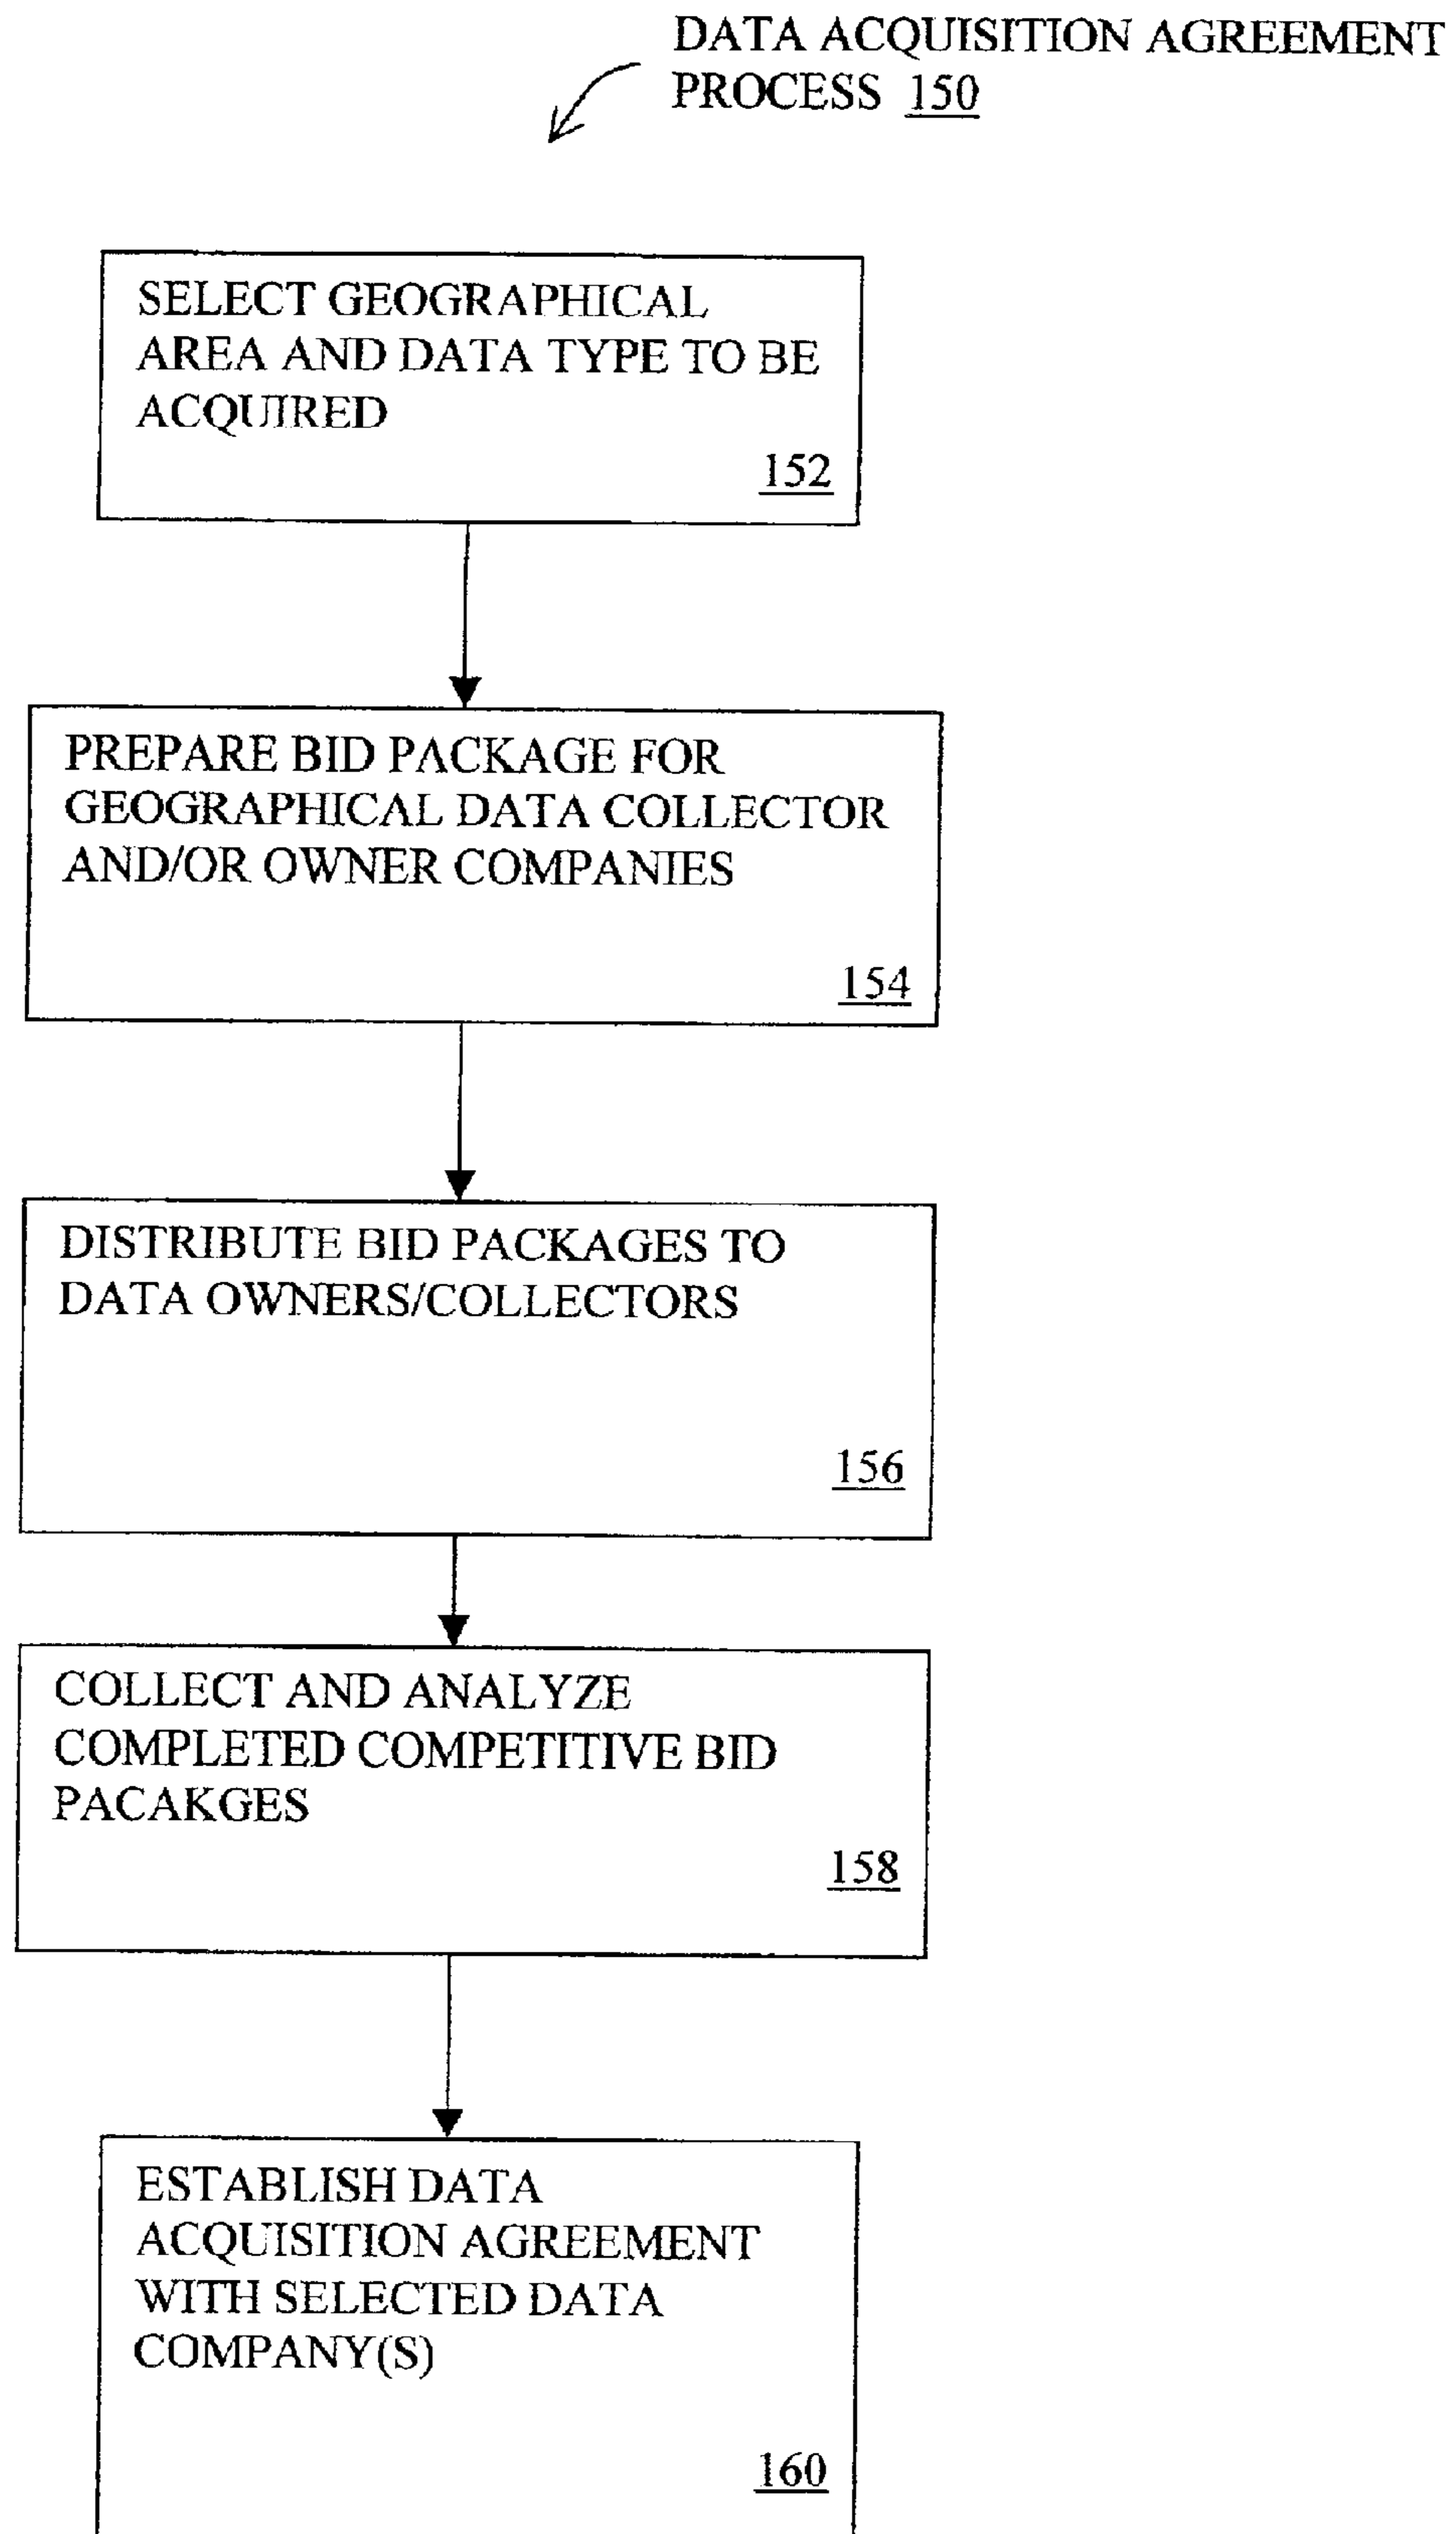 DATA ACQUISITION AGREEMENT
PROCESS 150
SELECT GEOGRAPHICAL
AREA AND DATA TYPE TO BE
ACQUIRED
152
PREPARE BID PACKAGE FOR
GEOGRAPHICAL DATA COLLECTOR
AND/OR OWNER COMPANIES
154
DISTRIBUTE BID PACKAGES TO
DATA OWNERS/COLLECTORS
156
COLLECT AND ANALYZE
COMPLETED COMPETITIVE BID
PACAKGES
158
ESTABLISH DATA
ACQUISITION AGREEMENT
WITH SELECTED DATA
COMPANY(S)
160